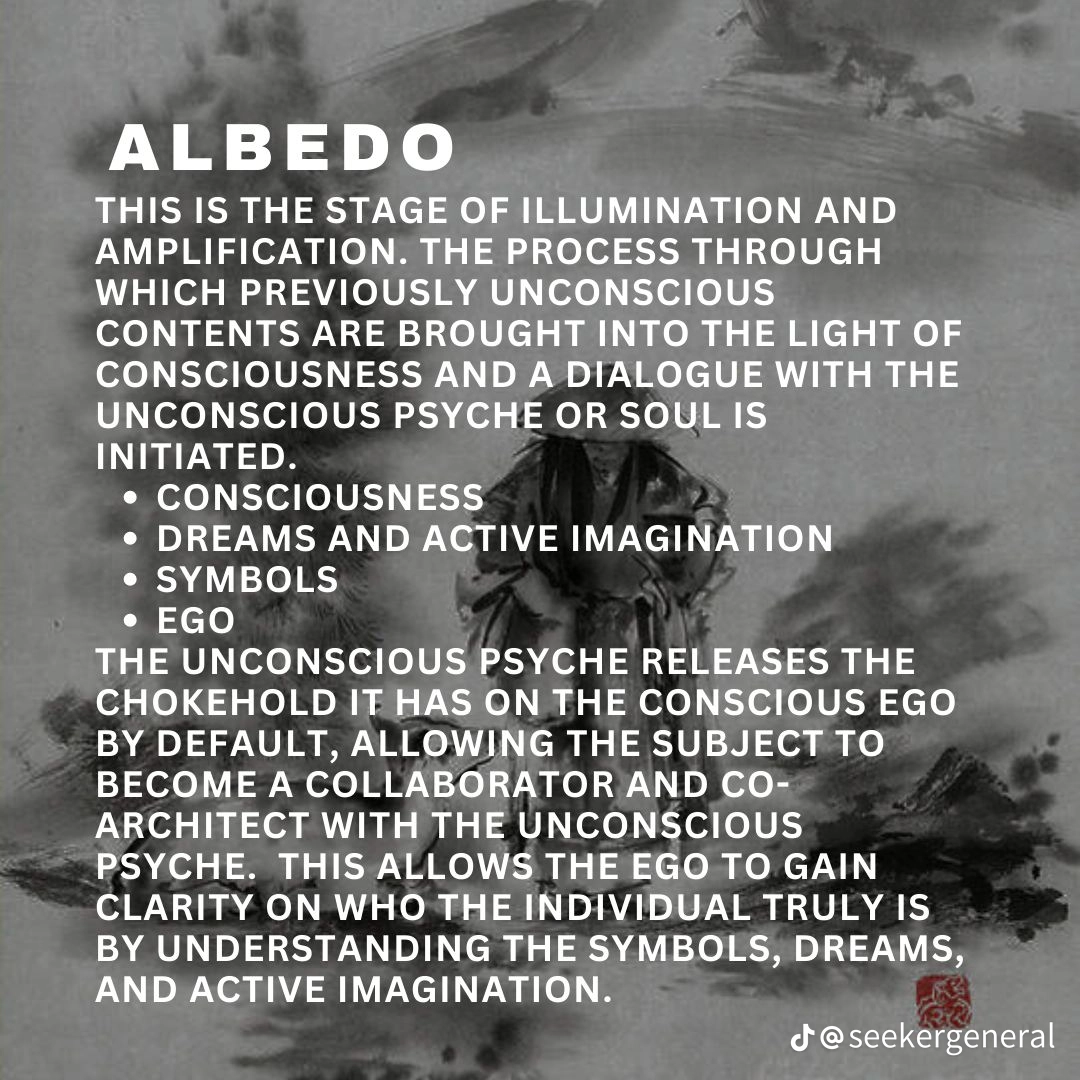 ALBEDO
THIS IS THE STAGE OF ILLUMINATION AND
AMPLIFICATION. THE PROCESS THROUGH
WHICH PREVIOUSLY UNCONSCIOUS
CONTENTS ARE BROUGHT INTO THE LIGHT OF
CONSCIOUSNESS AND A DIALOGUE WITH THE
UNCONSCIOUS PSYCHE OR SOUL IS
INITIATED.
• CONSCIOUSNESS
• DREAMS AND ACTIVE IMAGINATION
• SYMBOLS
• EGO
THE UNCONSCIOUS PSYCHE RELEASES THE
CHOKEHOLD IT HAS ON THE CONSCIOUS EGO
BY DEFAULT, ALLOWING THE SUBJECT TO
BECOME A COLLABORATOR AND CO-
ARCHITECT WITH THE UNCONSCIOUS
PSYCHE.  THIS ALLOWS THE EGO TO GAIN
CLARITY ON WHO THE INDIVIDUAL TRULY IS
BY UNDERSTANDING THE SYMBOLS, DREAMS,
AND ACTIVE IMAGINATION.
@seekergeneral